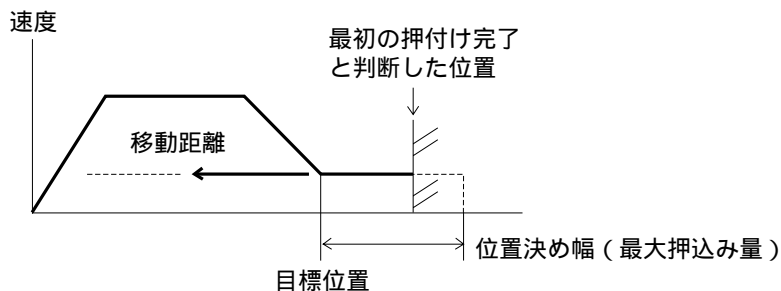 速度
最初の押付け完了
と判断した位置
移動距離
位置決め幅（最大押込み量）
目標位置